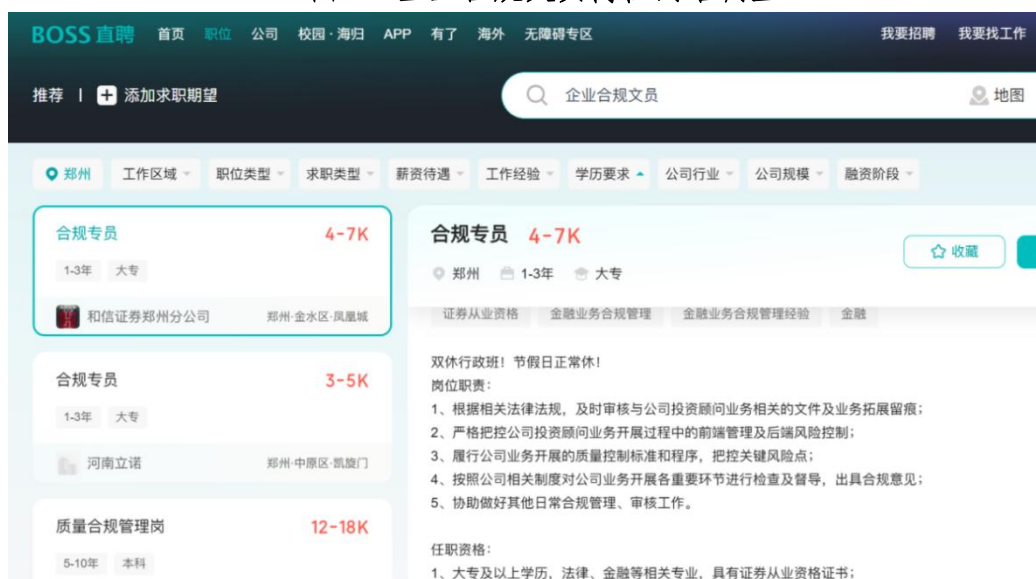 BOSS直聘 首页 职位 公司 校园·海归 APP 有了 海外 无障碍专区 我要招聘 我要找工作
推荐 添加求职期望 企业合规文员 地图
郑州 工作区域 职位类型 求职类型 薪资待遇 工作经验 学历要求 公司行业 公司规模 融资阶段
合规专员 4-7K
1-3年 大专
和信证券郑州分公司 郑州·金水区·凤凰城
合规专员 3-5K
1-3年 大专
河南立诺 郑州·中原区·凯旋门
质量合规管理岗 12-18K
5-10年 本科
合规专员 4-7K
收藏
郑州 1-3年 大专
证券从业资格 金融业务合规管理 金融业务合规管理经验 金融
双休行政班！节假日正常休！
岗位职责：
1、根据相关法律法规，及时审核与公司投资顾问业务相关的文件及业务拓展留痕；
2、严格把控公司投资顾问业务开展过程中的前端管理及后端风险控制；
3、履行公司业务开展的质量控制标准和程序，把控关键风险点；
4、按照公司相关制度对公司业务开展各重要环节进行检查及督导，出具合规意见；
5、协助做好其他日常合规管理、审核工作。
任职资格：
1、大专及以上学历，法律、金融等相关专业，具有证券从业资格证书；